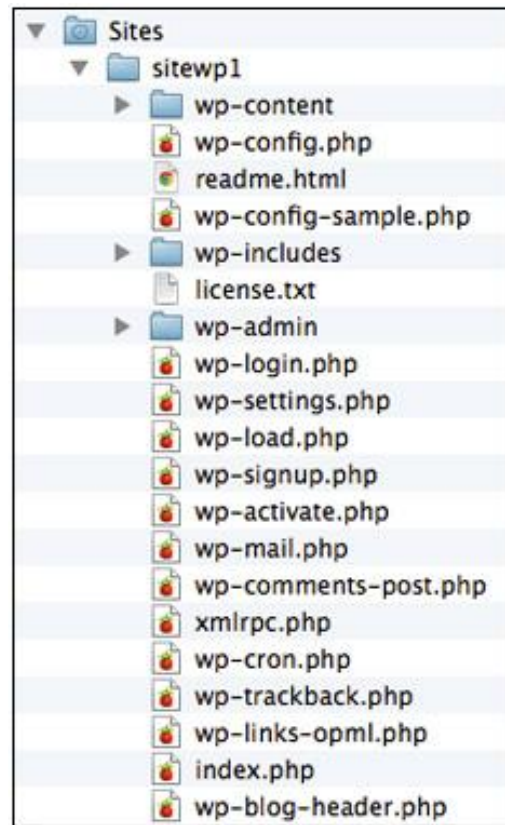 Sites
sitewp1
wp-content
wp-config.php
readme.html
wp-config-sample.php
wp-includes
license.txt
wp-admin
wp-login.php
wp-settings.php
wp-load.php
wp-signup.php
wp-activate.php
wp-mail.php
wp-comments-post.php
xmlrpc.php
wp-cron.php
wp-trackback.php
wp-links-opml.php
index.php
wp-blog-header.php